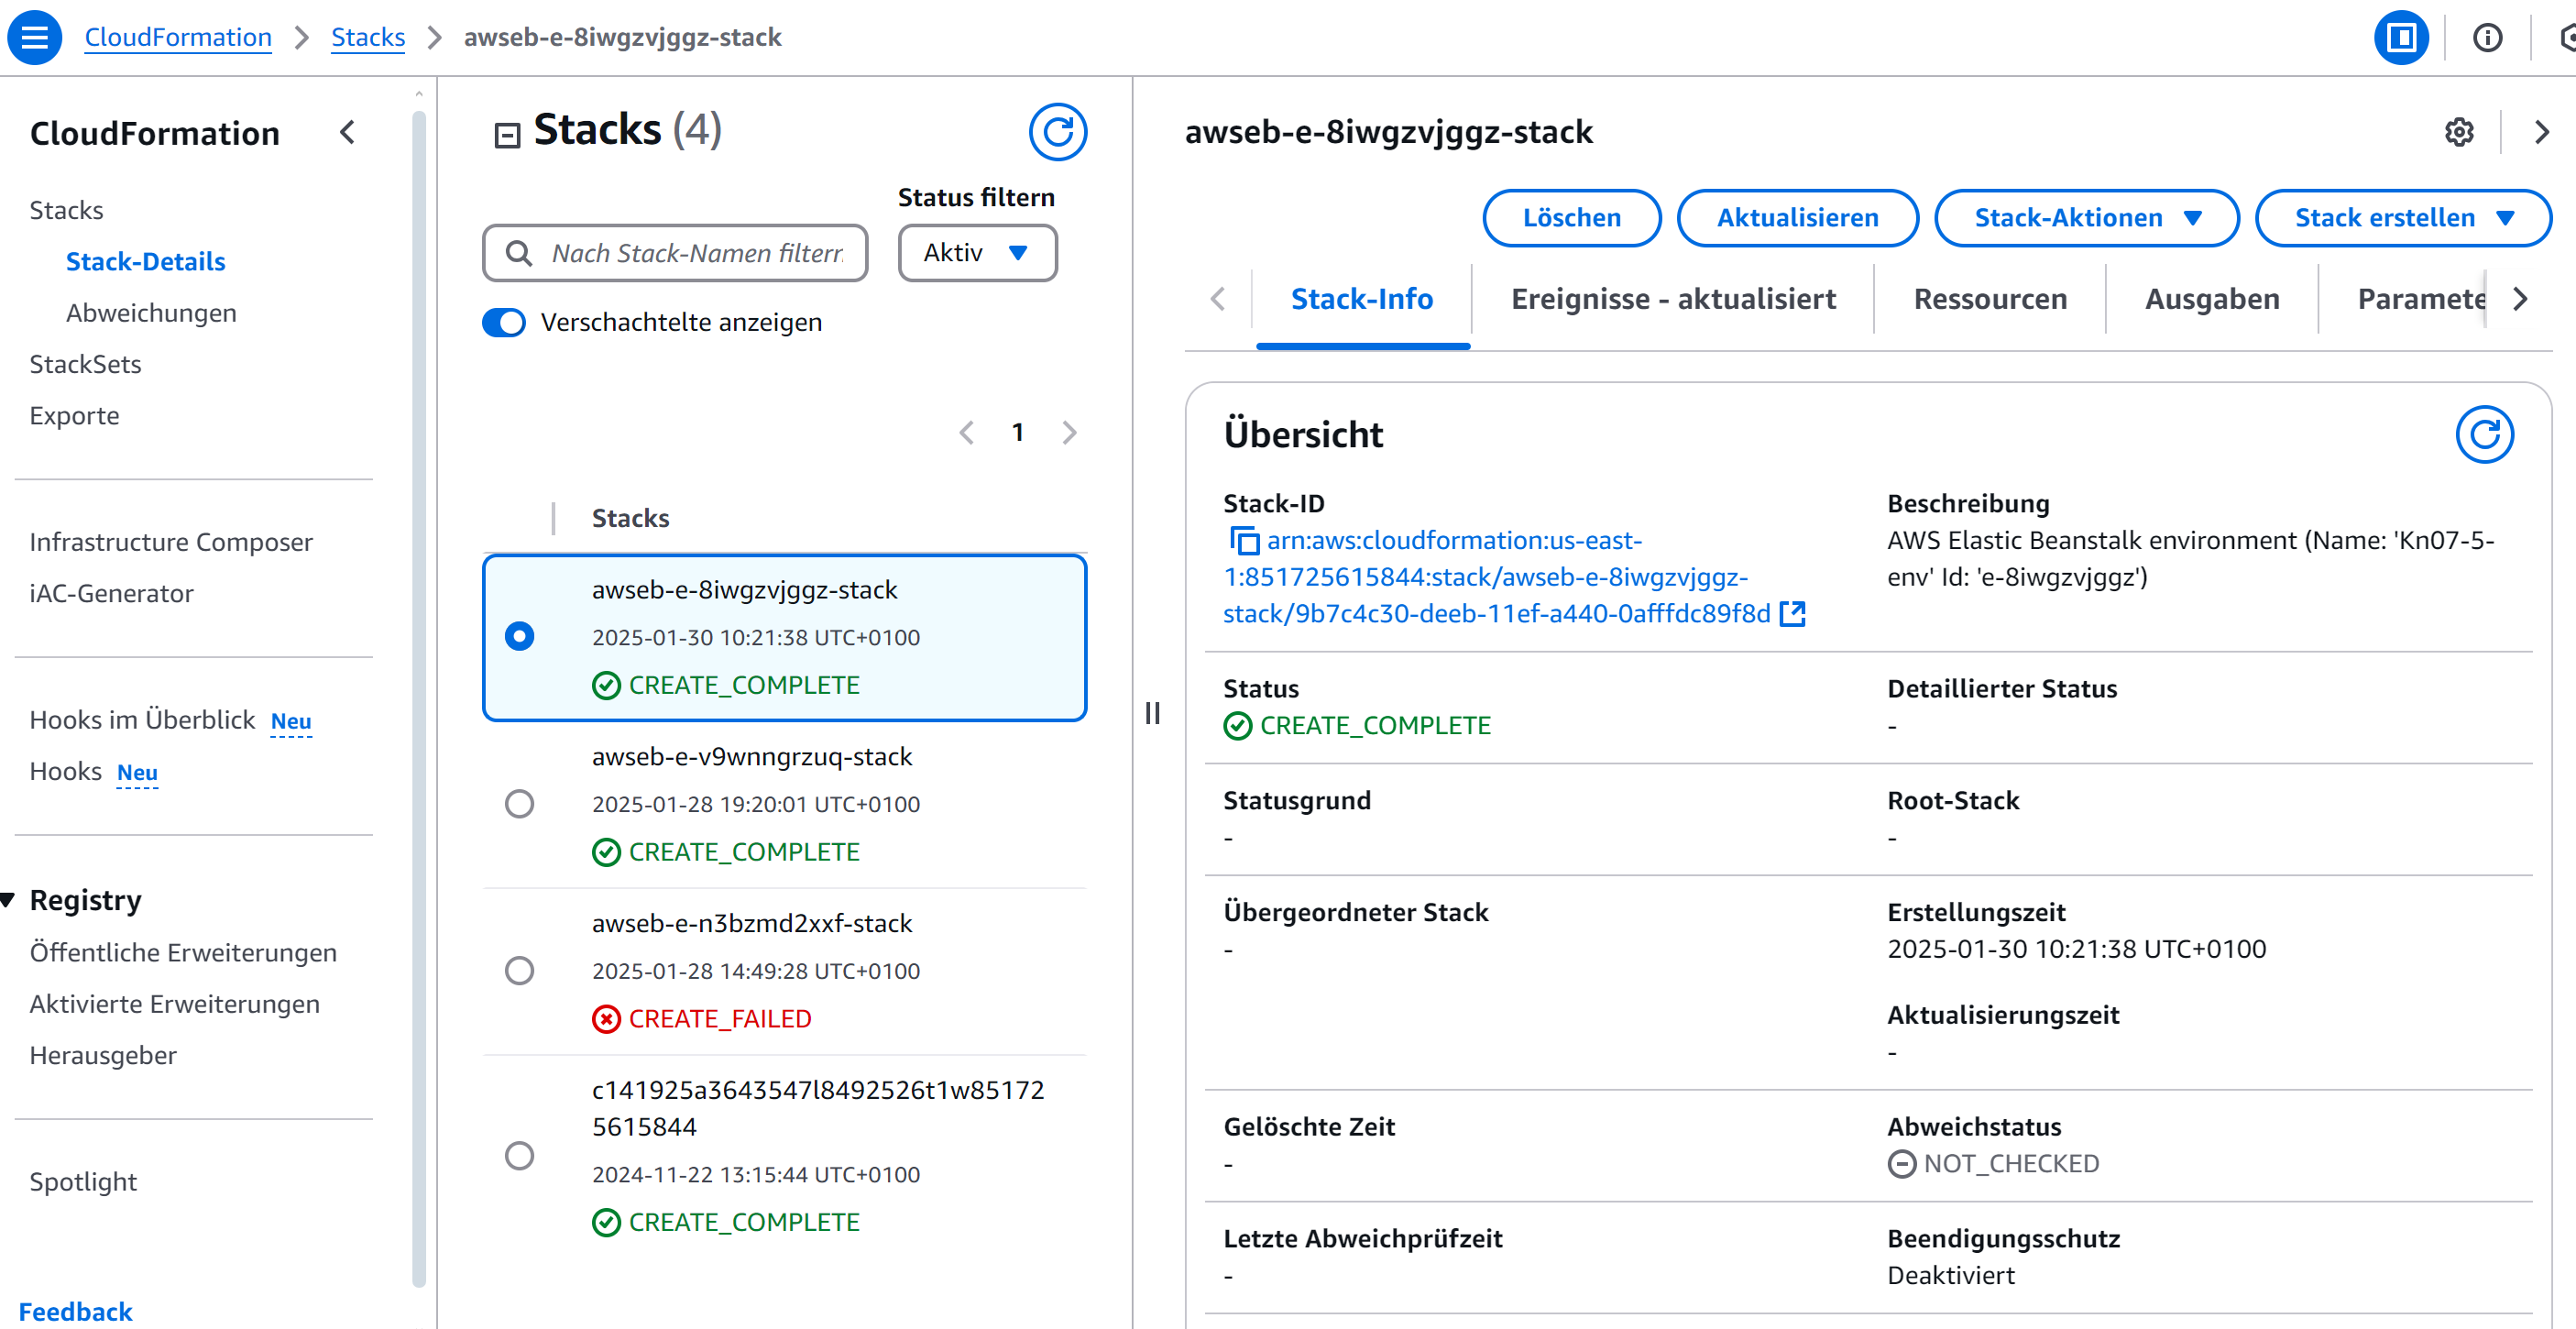 CloudFormation > Stacks > awseb-e-8iwgzvjggz-stack
CloudFormation
Stacks
Stack-Details
Abweichungen
StackSets
Exporte
Infrastructure Composer
iAC-Generator
Hooks im Überblick Neu
Hooks Neu
Registry
Öffentliche Erweiterungen
Aktivierte Erweiterungen
Herausgeber
Spotlight
Feedback
Stacks (4)
Status filtern
Nach Stack-Namen filtern
Aktiv
Verschachtelte anzeigen
1
Stacks
awseb-e-8iwgzvjggz-stack
2025-01-30 10:21:38 UTC+0100
CREATE_COMPLETE
awseb-e-v9wnngrzuq-stack
2025-01-28 19:20:01 UTC+0100
CREATE_COMPLETE
awseb-e-n3bzmd2xxf-stack
2025-01-28 14:49:28 UTC+0100
CREATE_FAILED
c141925a3643547l8492526t1w85172
5615844
2024-11-22 13:15:44 UTC+0100
CREATE_COMPLETE
awseb-e-8iwgzvjggz-stack
Löschen
Aktualisieren
Stack-Aktionen
Stack erstellen
Stack-Info
Ereignisse - aktualisiert
Ressourcen
Ausgaben
Paramete
Übersicht
Stack-ID
arn:aws:cloudformation:us-east-
1:851725615844:stack/awseb-e-8iwgzvjggz-
stack/9b7c4c30-deeb-11ef-a440-0afffdc89f8d
Beschreibung
AWS Elastic Beanstalk environment (Name: 'Kn07-5-
env' Id: 'e-8iwgzvjggz')
Status
CREATE_COMPLETE
Detaillierter Status
-
Statusgrund
-
Root-Stack
-
Übergeordneter Stack
-
Erstellungszeit
2025-01-30 10:21:38 UTC+0100
Aktualisierungszeit
-
Gelöschte Zeit
-
Abweichstatus
NOT_CHECKED
Letzte Abweichprüfzeit
-
Beendigungsschutz
Deaktiviert